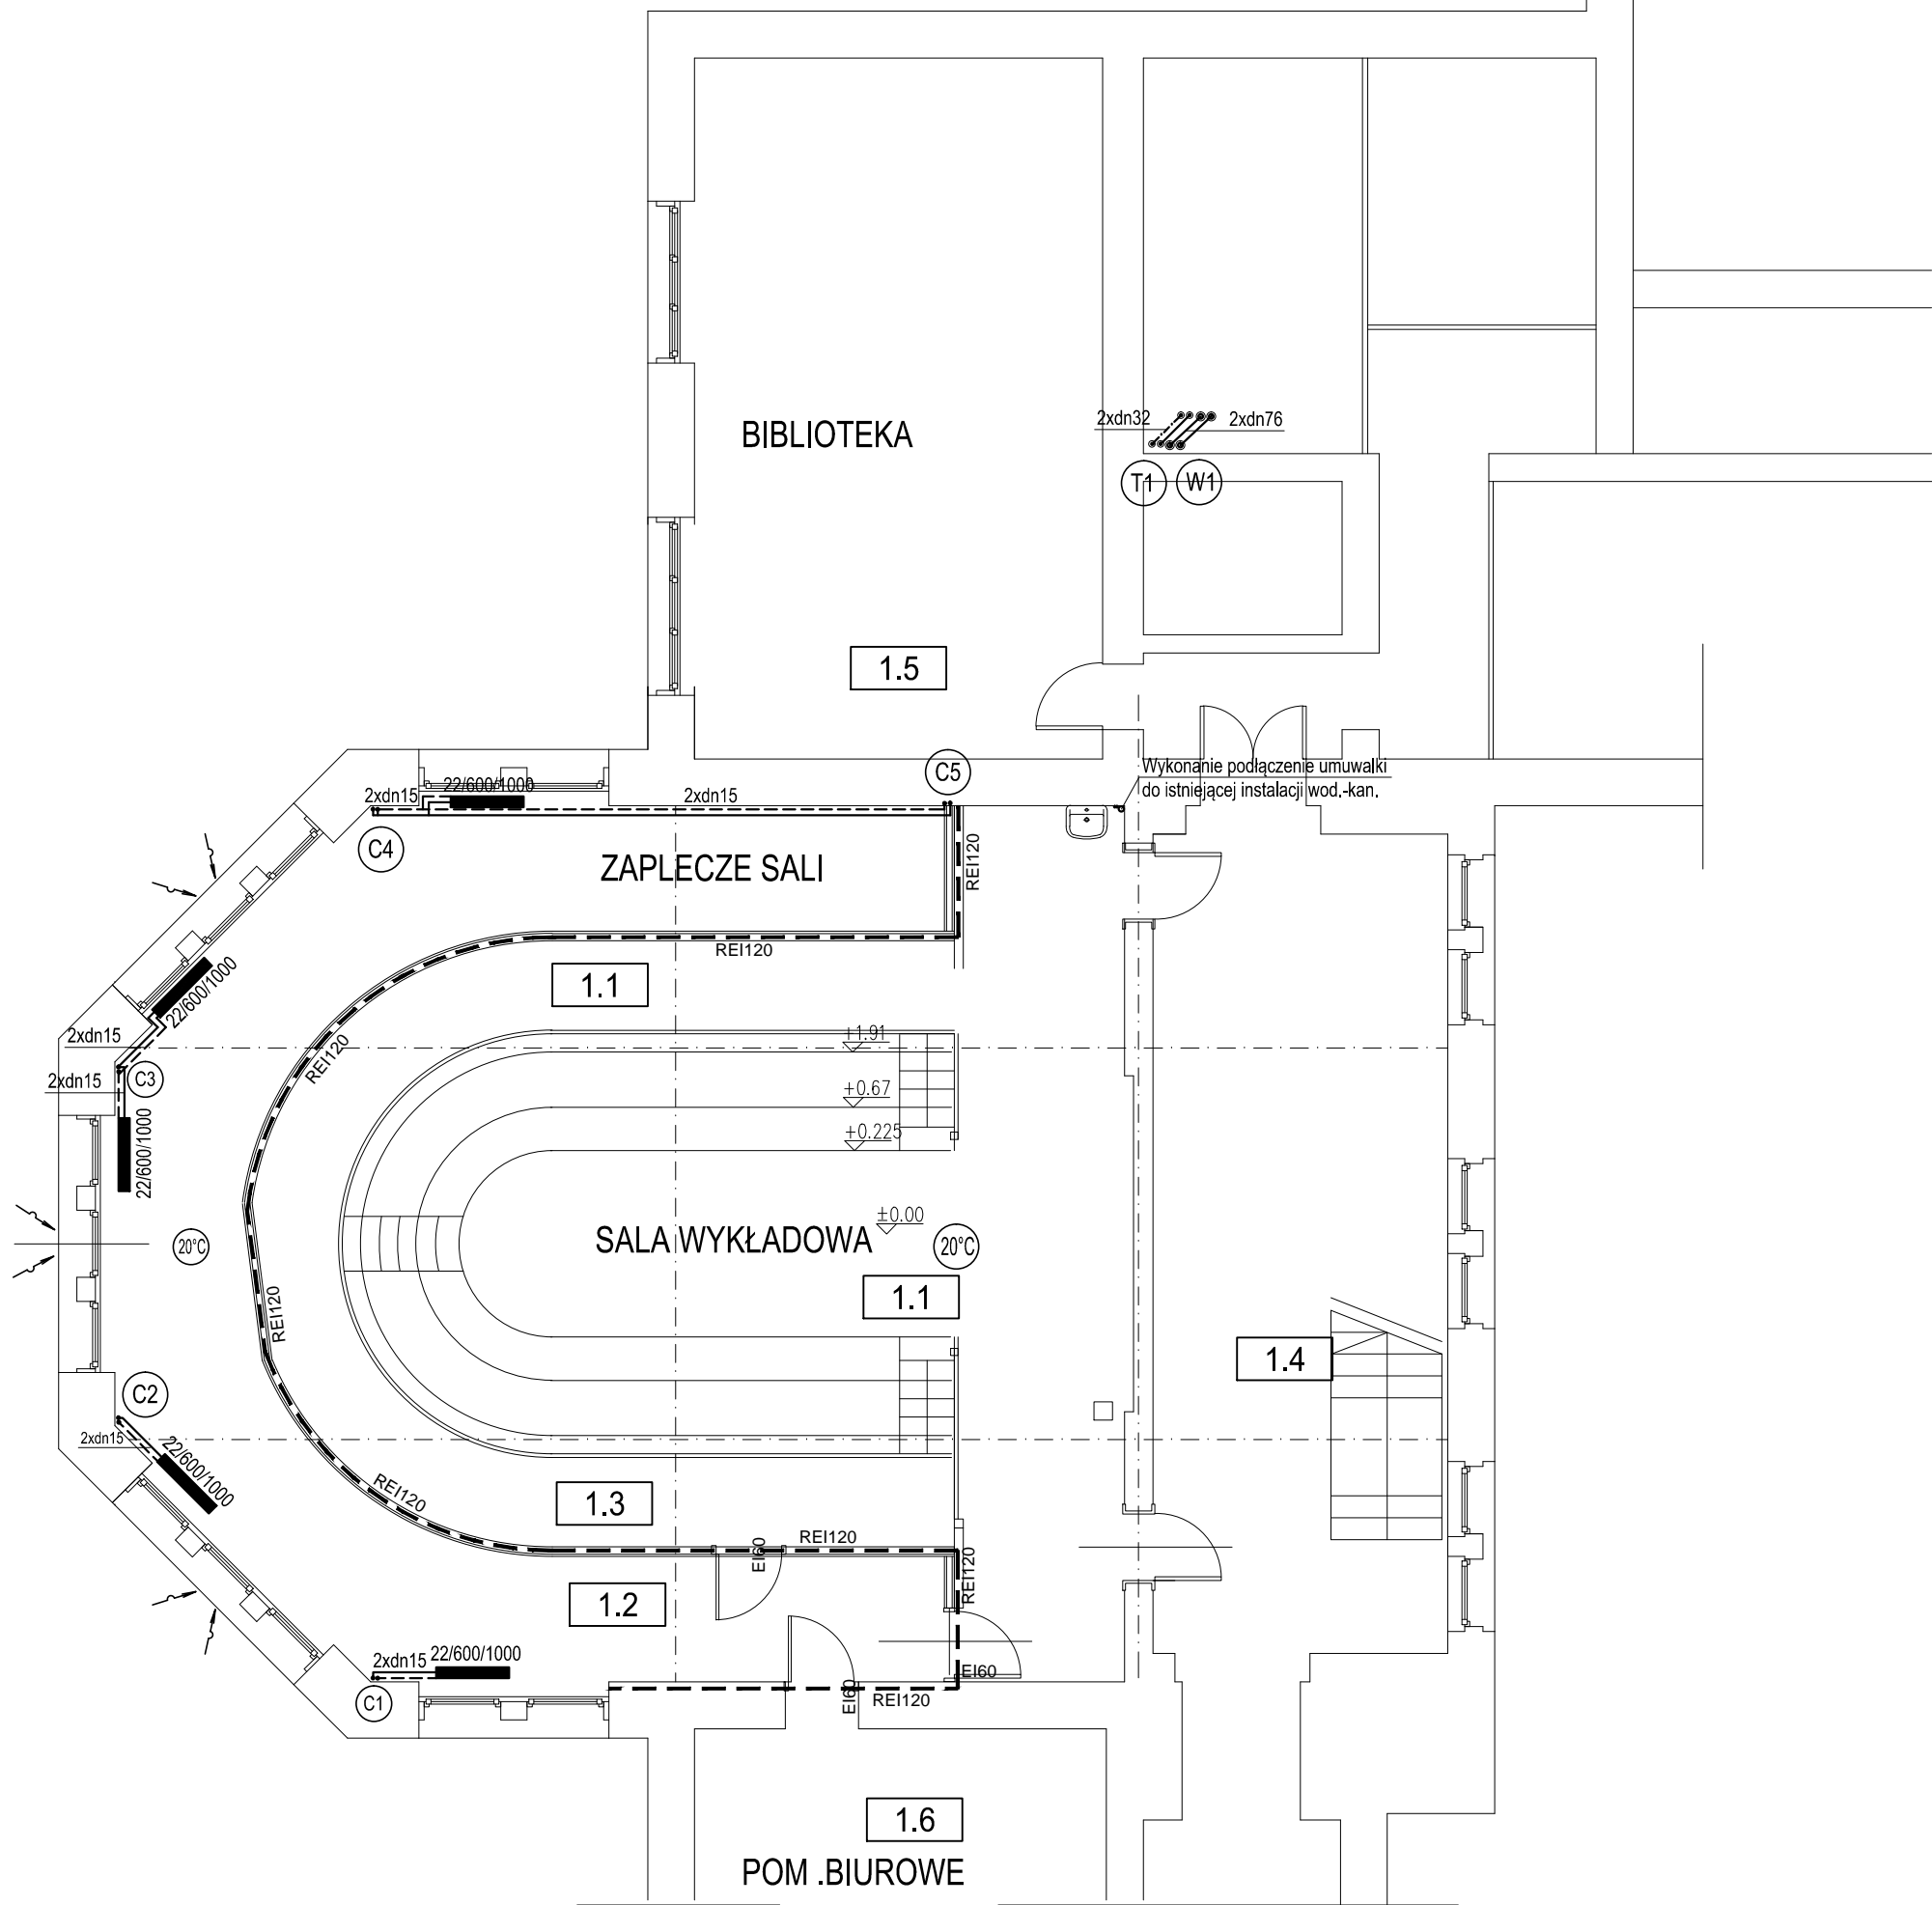 BIBLIOTEKA
2xdn32
2xdn76
T1
W1
1.5
C5
Wykonanie podłączenie umuwalki
do istniejącej instalacji wod.-kan.
2xdn15
22/600/1000
2xdn15
C4
ZAPLECZE SALI
REI120
REI120
1.1
22/600/1000
2xdn15
REI120
+1.91
2xdn15
C3
+0.67
22/600/1000
+0.225
20°C
SALA WYKŁADOWA
±0.00
20°C
1.1
REI120
1.4
C2
2xdn15
22/600/1000
REI120
1.3
REI120
EI60
REI120
1.2
2xdn15
22/600/1000
EI60
C1
EI60
REI120
1.6
POM .BIUROWE